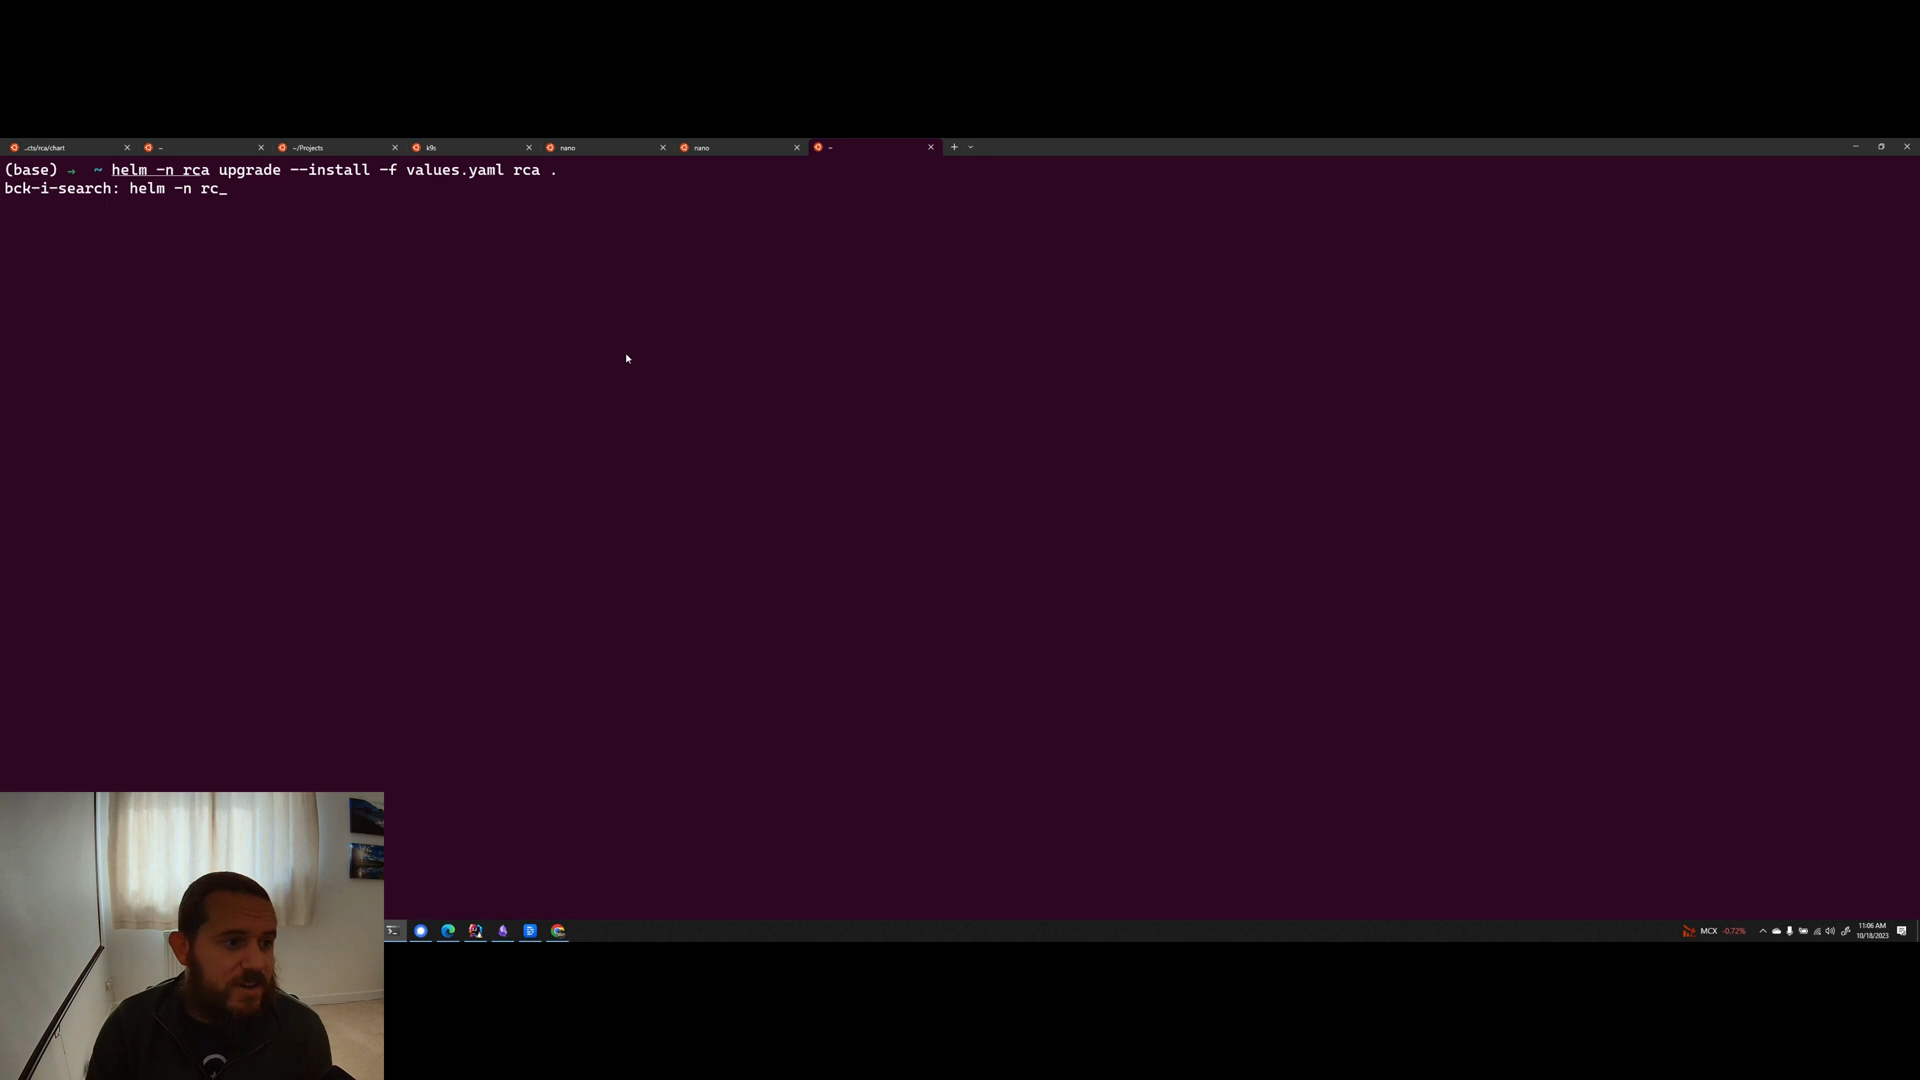 ..cts/rca/chart
~
~/Projects
k9s
nano
nano
~
(base) → ~ helm -n rca upgrade --install -f values.yaml rca .
bck-i-search: helm -n rc_
MCX -0.72%
11:06 AM
10/18/2023